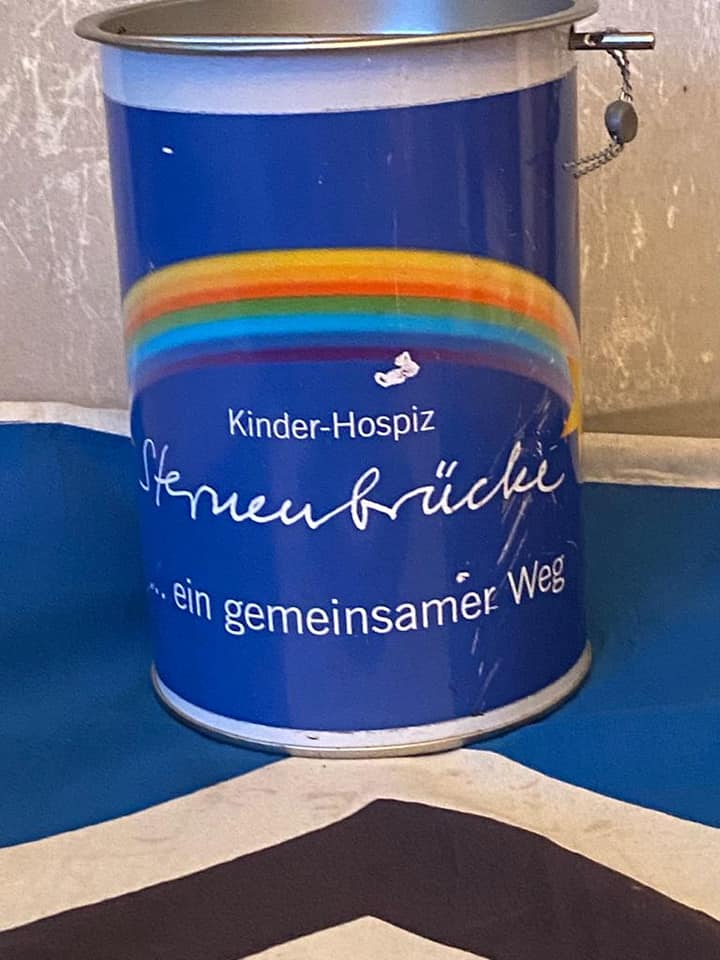 Kinder-Hospiz
Sternenbrücke
... ein gemeinsamer Weg